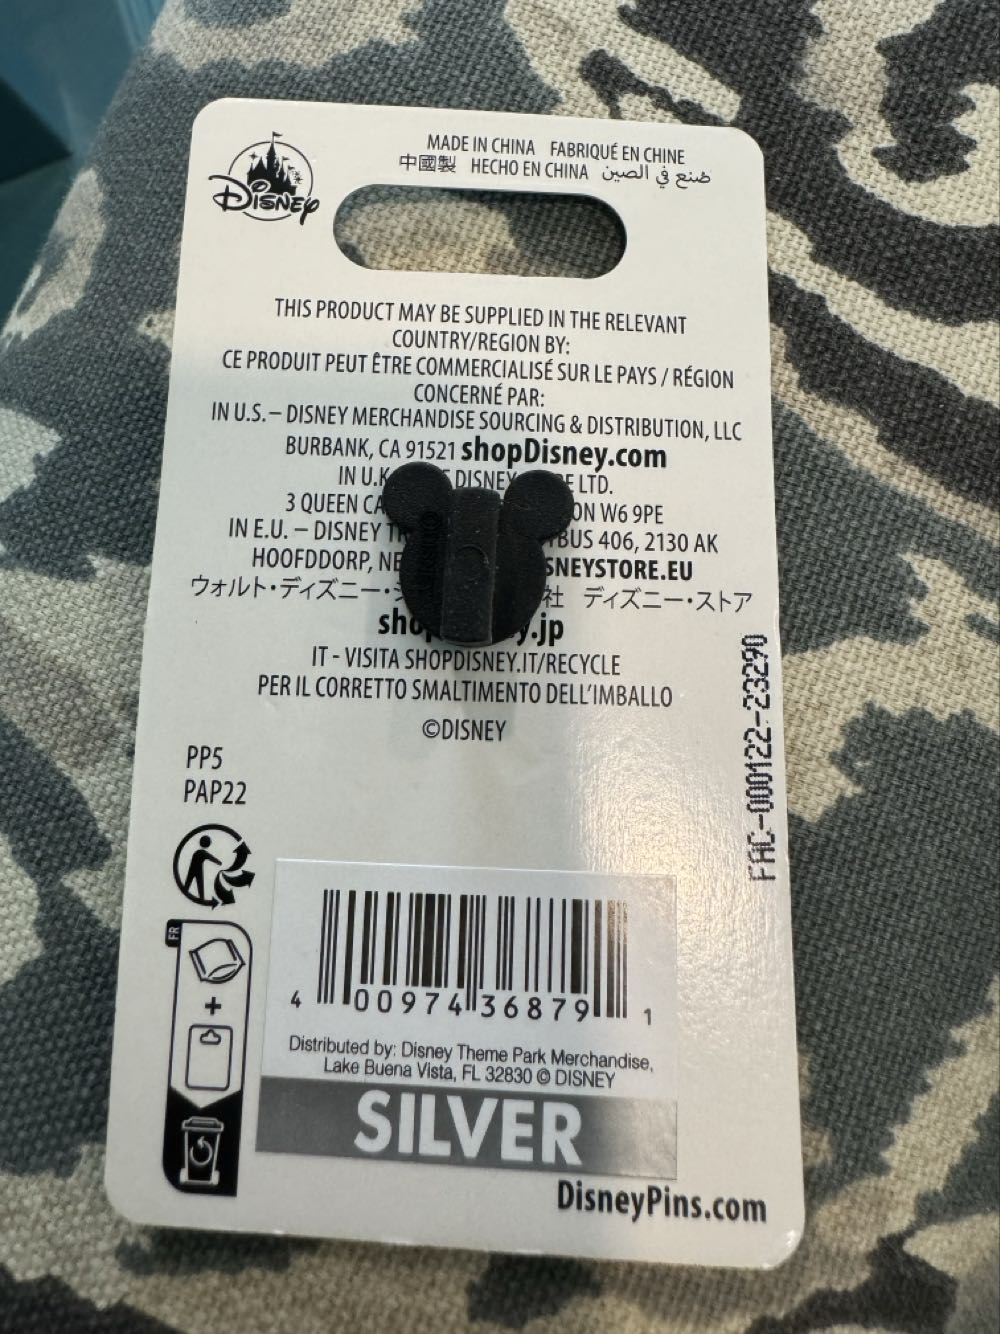 DISNEY
MADE IN CHINA FABRIQUÉ EN CHINE
中國製 HECHO EN CHINA صنع في الصين
THIS PRODUCT MAY BE SUPPLIED IN THE RELEVANT
COUNTRY/REGION BY:
CE PRODUIT PEUT ÊTRE COMMERCIALISÉ SUR LE PAYS / RÉGION
CONCERNÉ PAR:
IN U.S. – DISNEY MERCHANDISE SOURCING & DISTRIBUTION, LLC
BURBANK, CA 91521 shopDisney.com
IN U.K DISNEY LTD.
3 QUEEN W6 9PE
IN E.U. – DISNEY 406, 2130 AK
HOOFDDORP,
ウォルト・ディズニー・ 社 ディズニー・ストア
.jp
IT - VISITA SHOPDISNEY.IT/RECYCLE
PER IL CORRETTO SMALTIMENTO DELL'IMBALLO
©DISNEY
FAC-000122-23290
PP5
PAP22
FR
4 00974 36879 1
Distributed by: Disney Theme Park Merchandise,
Lake Buena Vista, FL 32830 © DISNEY
SILVER
DisneyPins.com